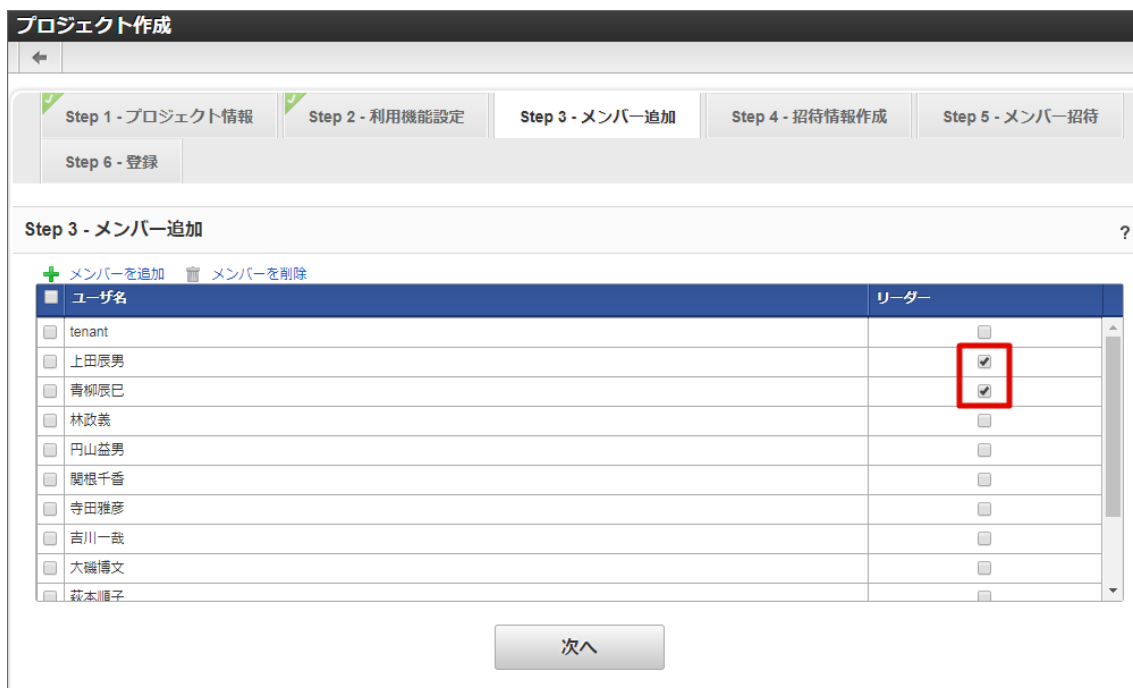 プロジェクト作成
Step 1 - プロジェクト情報 Step 2 - 利用機能設定 Step 3 - メンバー追加 Step 4 - 招待情報作成 Step 5 - メンバー招待
Step 6 - 登録
Step 3 - メンバー追加 ?
メンバーを追加 メンバーを削除
ユーザ名 リーダー
tenant
上田辰男
青柳辰巳
林政義
円山益男
関根千香
寺田雅彦
吉川一哉
大磯博文
萩本順子
次へ